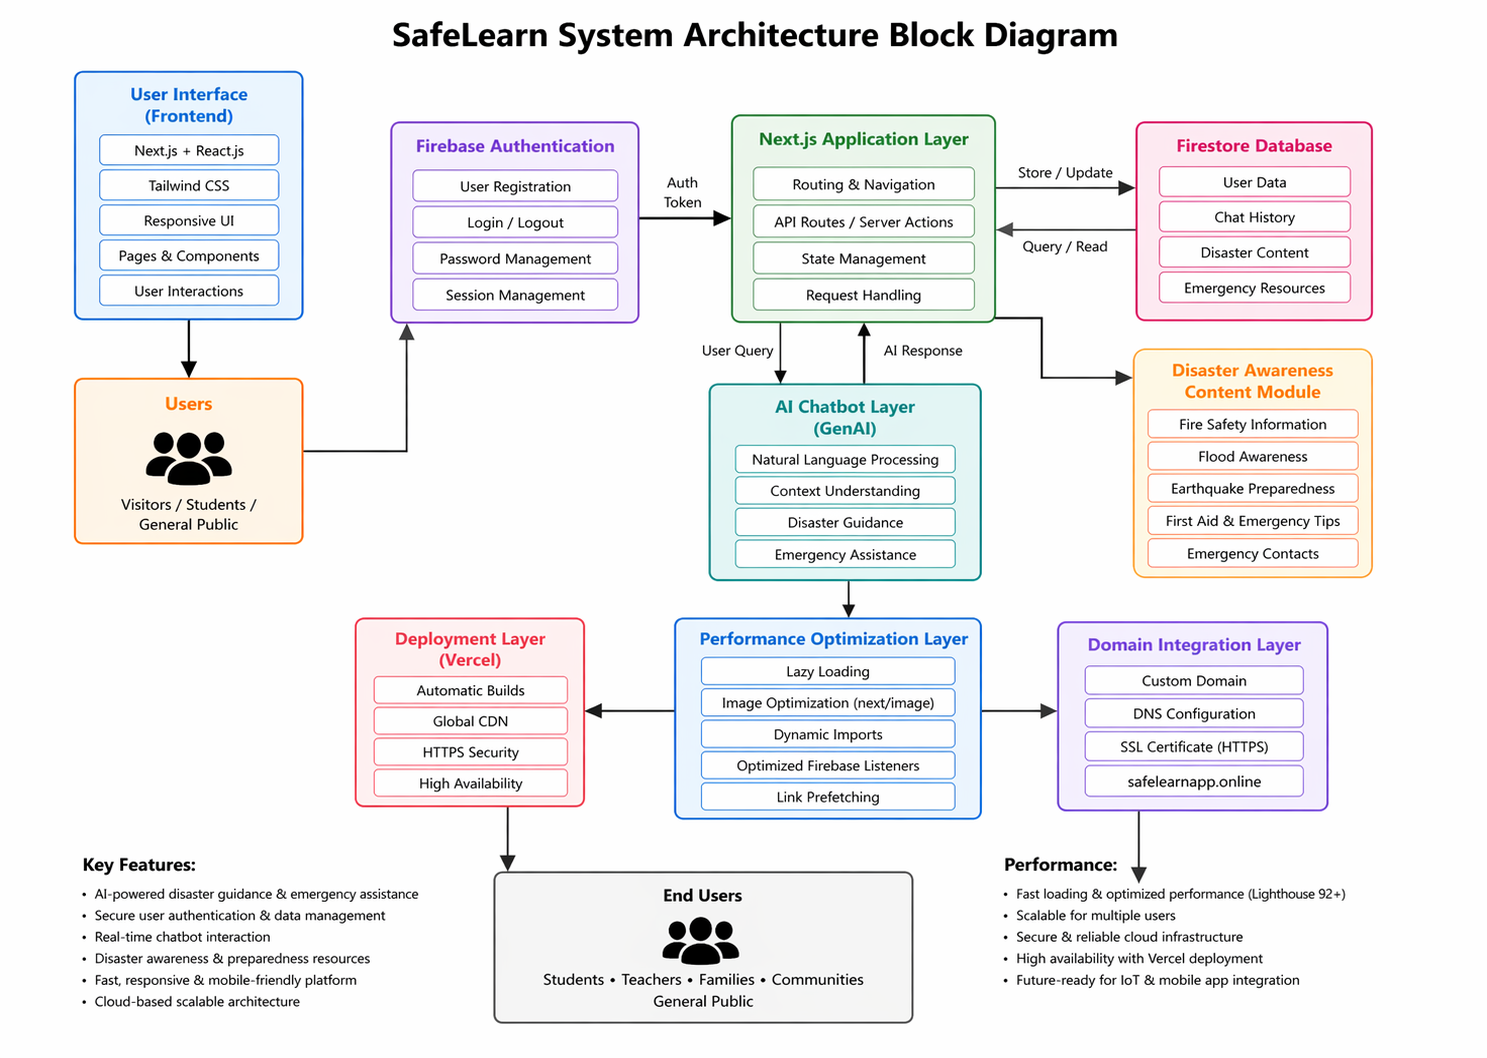 SafeLearn System Architecture Block Diagram
User Interface
(Frontend)
Next.js + React.js
Tailwind CSS
Responsive UI
Pages & Components
User Interactions
Users
Visitors / Students /
General Public
Firebase Authentication
User Registration
Login / Logout
Password Management
Session Management
Auth
Token
Next.js Application Layer
Routing & Navigation
API Routes / Server Actions
State Management
Request Handling
Store / Update
Query / Read
Firestore Database
User Data
Chat History
Disaster Content
Emergency Resources
User Query
AI Response
AI Chatbot Layer
(GenAI)
Natural Language Processing
Context Understanding
Disaster Guidance
Emergency Assistance
Disaster Awareness
Content Module
Fire Safety Information
Flood Awareness
Earthquake Preparedness
First Aid & Emergency Tips
Emergency Contacts
Deployment Layer
(Vercel)
Automatic Builds
Global CDN
HTTPS Security
High Availability
Performance Optimization Layer
Lazy Loading
Image Optimization (next/image)
Dynamic Imports
Optimized Firebase Listeners
Link Prefetching
Domain Integration Layer
Custom Domain
DNS Configuration
SSL Certificate (HTTPS)
safelearnapp.online
Key Features:
• AI-powered disaster guidance & emergency assistance
• Secure user authentication & data management
• Real-time chatbot interaction
• Disaster awareness & preparedness resources
• Fast, responsive & mobile-friendly platform
• Cloud-based scalable architecture
End Users
Students • Teachers • Families • Communities
General Public
Performance:
• Fast loading & optimized performance (Lighthouse 92+)
• Scalable for multiple users
• Secure & reliable cloud infrastructure
• High availability with Vercel deployment
• Future-ready for IoT & mobile app integration